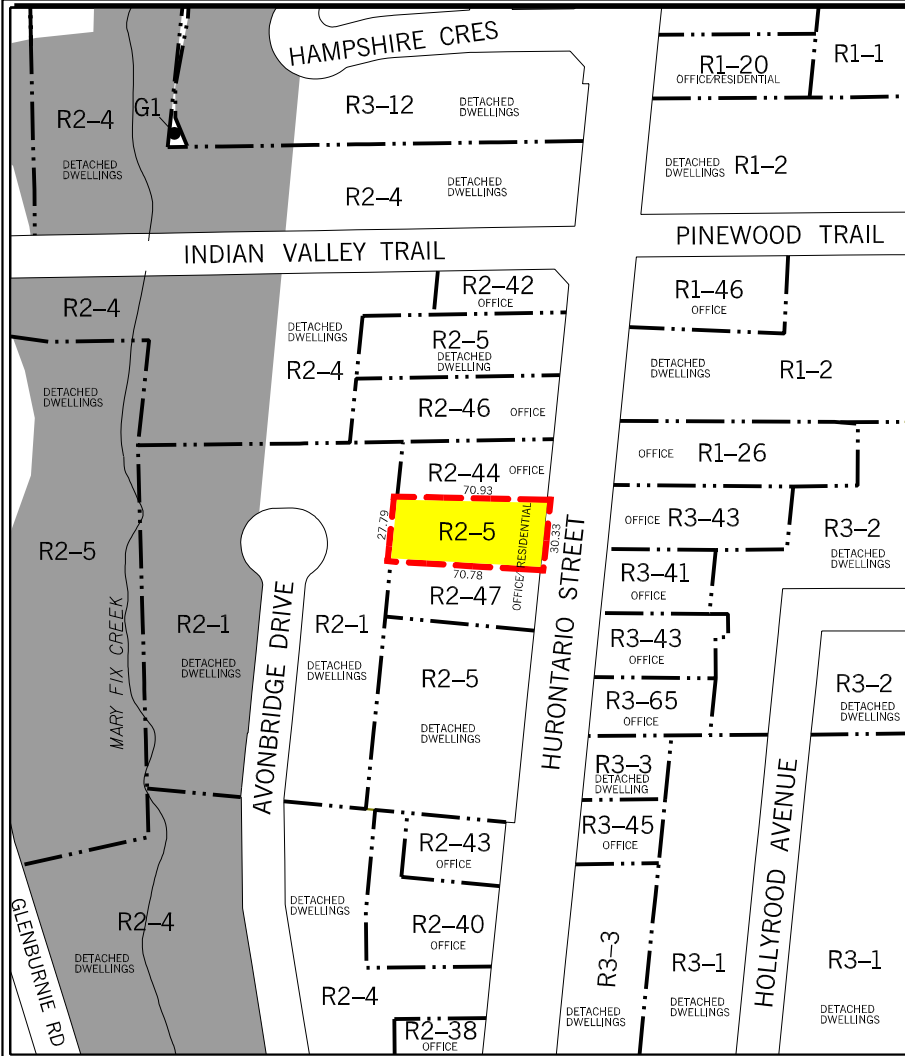 HAMPSHIRE CRES
R1–20
OFFICE/RESIDENTIAL
R1–1
R2–4
DETACHED
DWELLINGS
G1
R3–12
DETACHED
DWELLINGS
R2–4
DETACHED
DWELLINGS
DETACHED
DWELLINGS
R1–2
INDIAN VALLEY TRAIL
PINEWOOD TRAIL
R2–4
DETACHED
DWELLINGS
R2–4
DETACHED
DWELLINGS
R2–42
OFFICE
R2–5
DETACHED
DWELLING
R2–46
OFFICE
R1–46
OFFICE
DETACHED
DWELLINGS
R1–2
R2–44
OFFICE
70.93
27.79
R2–5
30.33
70.78
OFFICE/RESIDENTIAL
R2–47
HURONTARIO STREET
OFFICE
R1–26
OFFICE
R3–43
R3–2
DETACHED
DWELLINGS
R3–41
OFFICE
R3–43
OFFICE
R3–65
OFFICE
R3–2
DETACHED
DWELLINGS
R2–5
MARY FIX CREEK
R2–1
DETACHED
DWELLINGS
AVONBRIDGE DRIVE
R2–1
DETACHED
DWELLINGS
R2–5
DETACHED
DWELLINGS
R3–3
DETACHED
DWELLING
R3–45
OFFICE
HOLLYROOD AVENUE
R2–43
OFFICE
DETACHED
DWELLINGS
R2–40
OFFICE
R2–4
GLENBURNIE RD
R2–4
DETACHED
DWELLINGS
R2–38
OFFICE
R3–3
DETACHED
DWELLINGS
R3–1
DETACHED
DWELLINGS
R3–1
DETACHED
DWELLINGS